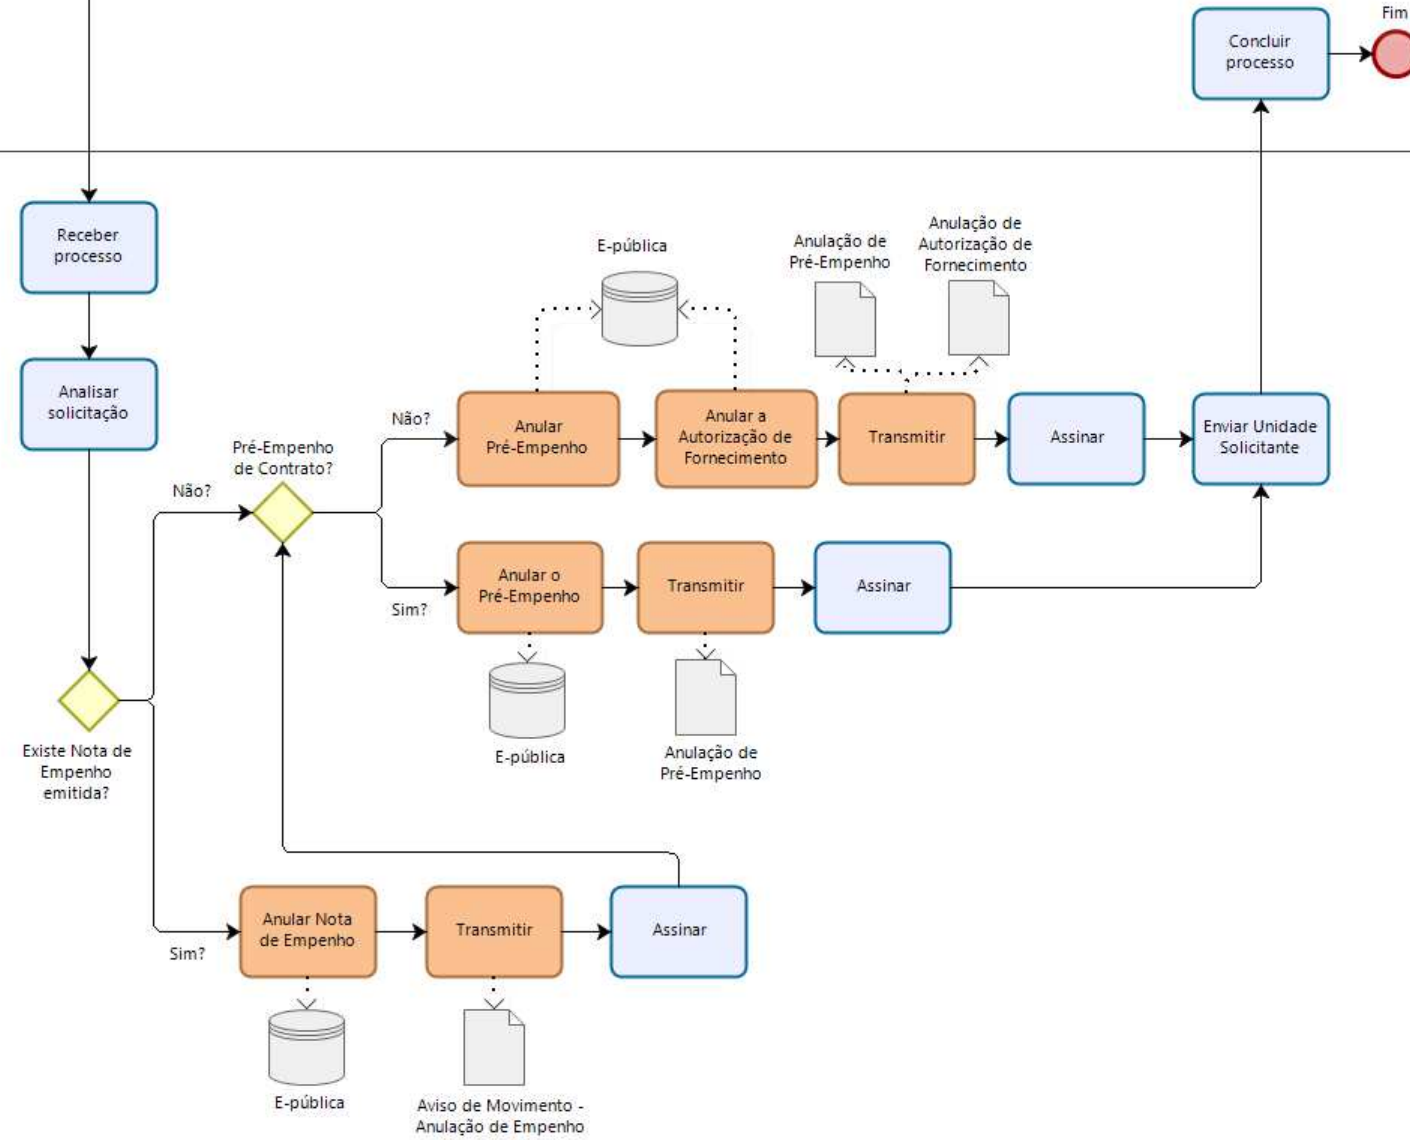 Fim
Concluir
processo
Receber
processo
Analisar
solicitação
E-pública
Anulação de
Pré-Empenho
Anulação de
Autorização de
Fornecimento
Pré-Empenho
de Contrato?
Não?
Não?
Anular
Pré-Empenho
Anular a
Autorização de
Fornecimento
Transmitir
Assinar
Enviar Unidade
Solicitante
Sim?
Anular o
Pré-Empenho
Transmitir
Assinar
E-pública
Anulação de
Pré-Empenho
Existe Nota de
Empenho
emitida?
Sim?
Anular Nota
de Empenho
Transmitir
Assinar
E-pública
Aviso de Movimento -
Anulação de Empenho